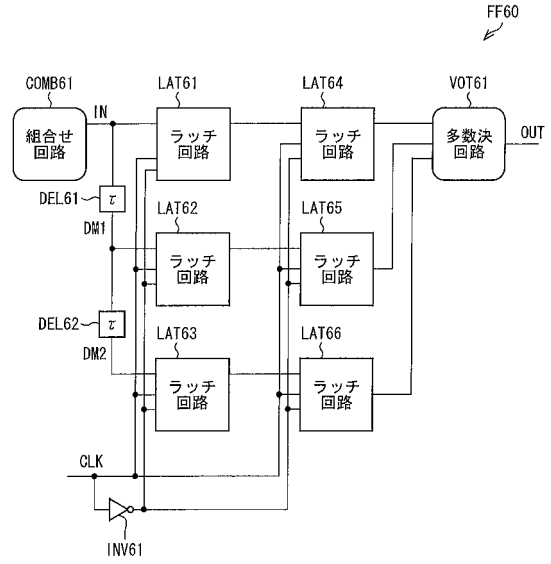 FF60
COMB61
LAT61
LAT64
VOT61
IN
組合せ
回路
ラッチ
回路
ラッチ
回路
多数決
回路
OUT
DEL61
τ
DM1
LAT62
LAT65
ラッチ
回路
ラッチ
回路
DEL62
τ
DM2
LAT63
LAT66
ラッチ
回路
ラッチ
回路
CLK
INV61